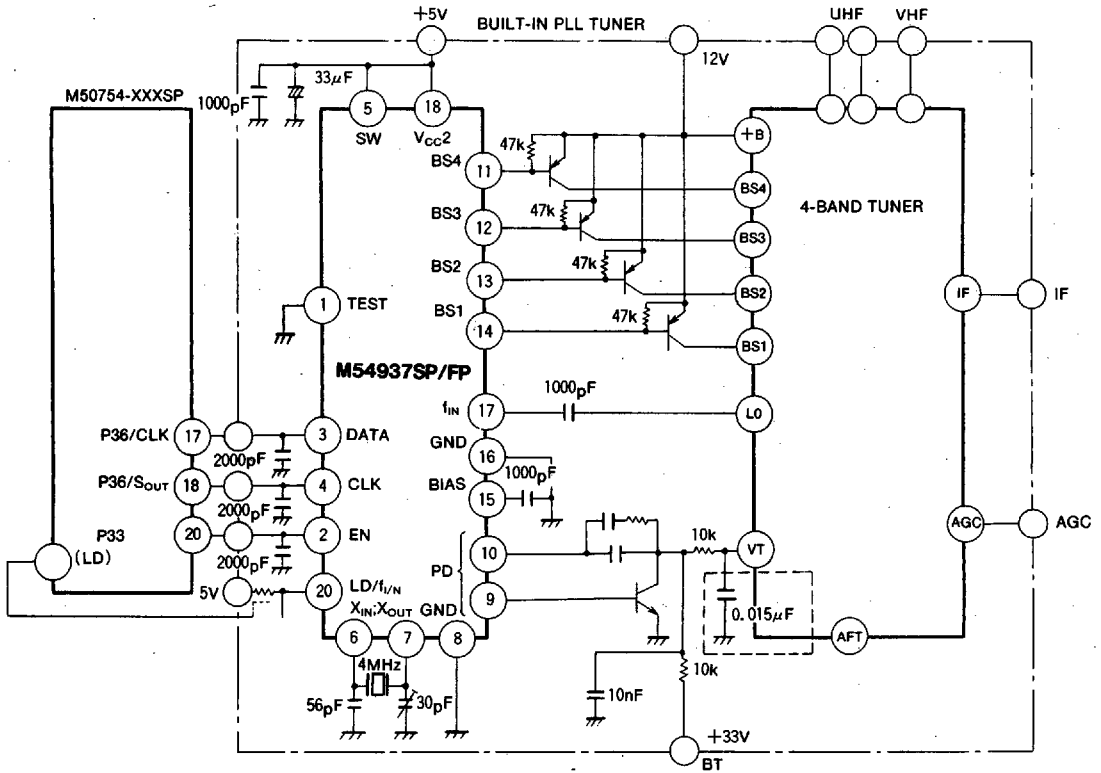 +5V
BUILT-IN PLL TUNER
12V
UHF
VHF
M50754-XXXSP
1000pF
33μF
5
SW
18
VCC2
47k
+B
BS4
11
BS4
4-BAND TUNER
BS3
12
47k
BS3
BS2
13
47k
BS2
IF
IF
1
TEST
BS1
14
47k
BS1
M54937SP/FP
1000pF
fIN
17
LO
P36/CLK
17
3
DATA
GND
16
2000pF
1000pF
P36/SOUT
18
4
CLK
BIAS
15
2000pF
P33
20
2
EN
10
10k
VT
AGC
AGC
(LD)
2000pF
PD
9
5V
20
LD/f1/N
0.015μF
XIN;XOUT
GND
6
7
8
AFT
4MHz
10k
56pF
30pF
10nF
+33V
BT